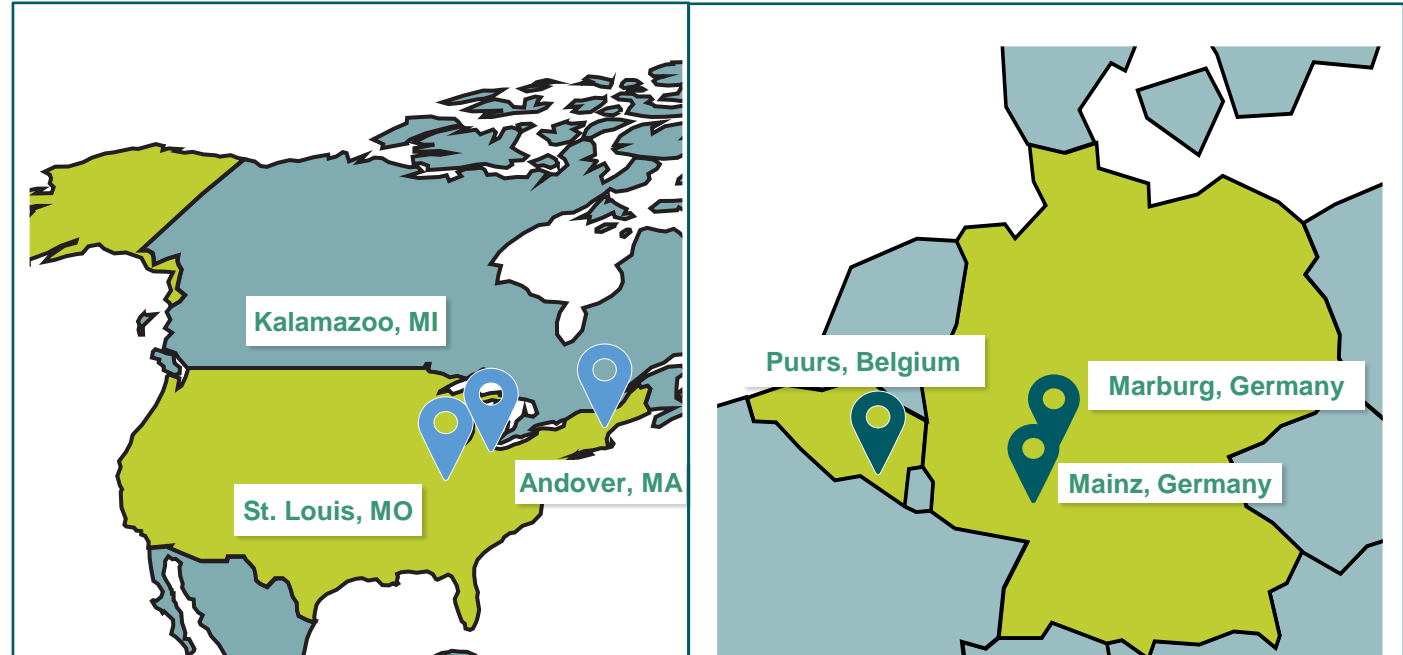 Kalamazoo, MI
St. Louis, MO
Andover, MA
Puurs, Belgium
Marburg, Germany
Mainz, Germany